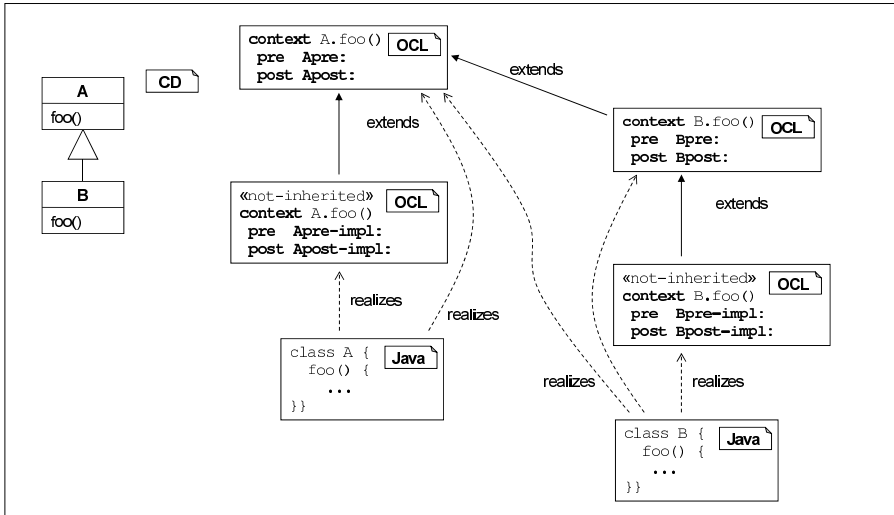 A
foo()
CD
B
foo()
context A.foo()
pre Apre:
post Apost:
OCL
extends
extends
context B.foo()
pre Bpre:
post Bpost:
OCL
«not-inherited»
context A.foo()
pre Apre-impl:
post Apost-impl:
OCL
extends
«not-inherited»
context B.foo()
pre Bpre-impl:
post Bpost-impl:
OCL
realizes
realizes
class A {
foo() {
...
}}
Java
realizes
realizes
class B {
foo() {
...
}}
Java